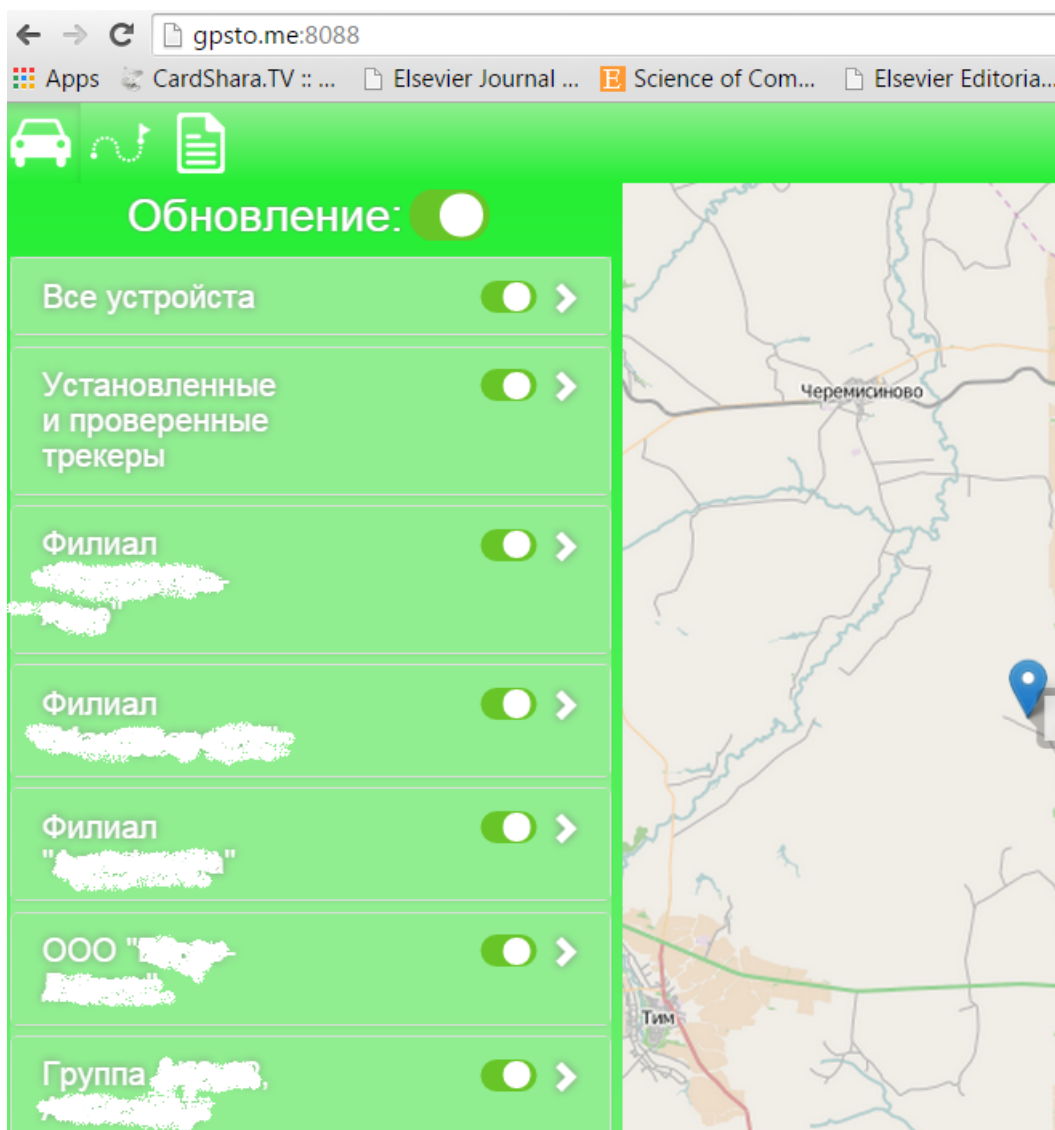 gpsto.me:8088
Apps CardShara.TV :: ... Elsevier Journal ... E Science of Com... Elsevier Editoria...
Обновление:
Все устройста
Установленные
и проверенные
трекеры
Филиал
"
Филиал
Филиал
" "
ООО "
"
Группа ,
Черемисиново
Тим